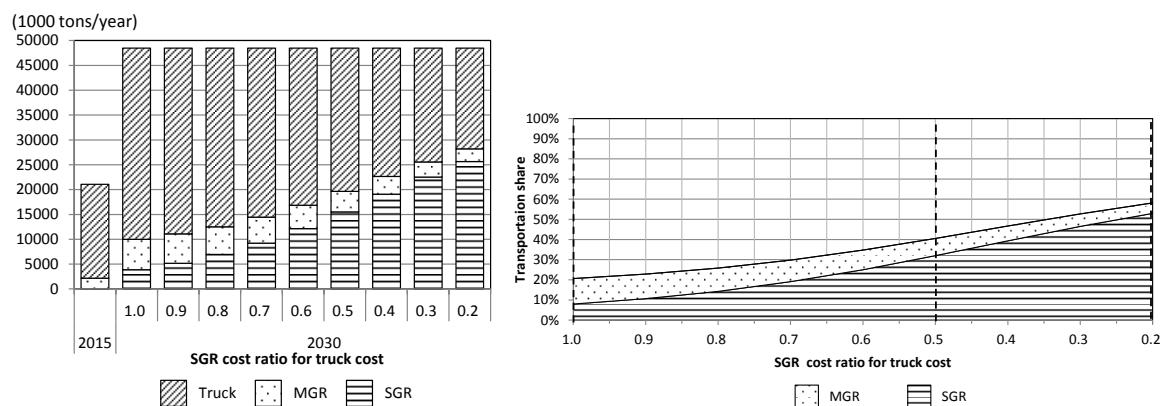 (1000 tons/year)
50000
45000
40000
35000
30000
25000
20000
15000
10000
5000
0
1.0 0.9 0.8 0.7 0.6 0.5 0.4 0.3 0.2
2015 2030
SGR cost ratio for truck cost
Truck MGR SGR
Transportaion share
100%
90%
80%
70%
60%
50%
40%
30%
20%
10%
0%
1.0 0.9 0.8 0.7 0.6 0.5 0.4 0.3 0.2
SGR cost ratio for truck cost
MGR SGR